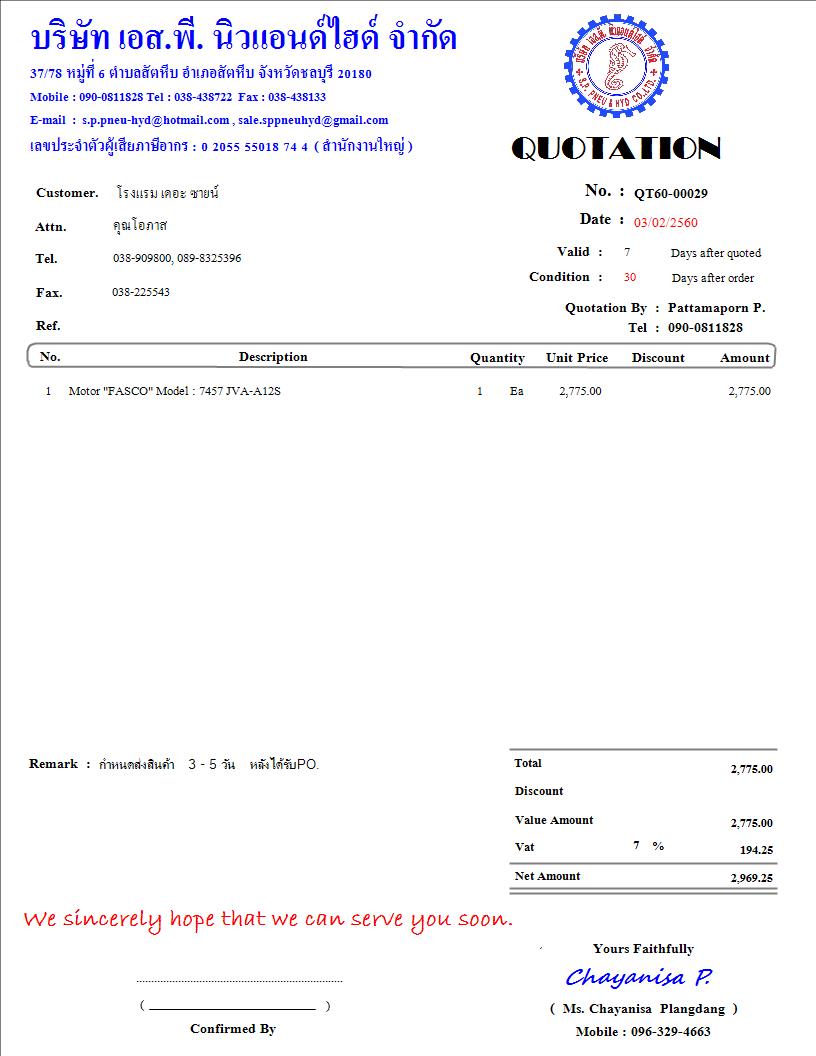 บริษัท เอส.พี. นิวแอนด์ไฮด์ จำกัด
37/78 หมู่ที่ 6 ตำบลสัตหีบ อำเภอสัตหีบ จังหวัดชลบุรี 20180
Mobile : 090-0811828 Tel : 038-438722 Fax : 038-438133
E-mail : s.p.pneu-hyd@hotmail.com , sale.sppneuhyd@gmail.com
เลขประจำตัวผู้เสียภาษีอากร : 0 2055 55018 74 4 ( สำนักงานใหญ่ )
บริษัท เอส.พี. นิวแอนด์ไฮด์ จำกัด
S.P. PNEU & HYD CO.,LTD.
QUOTATION
Customer. โรงแรม เดอะ ซายน์
No. : QT60-00029
Date : 03/02/2560
Attn. คุณโอภาส
Valid : 7 Days after quoted
Tel. 038-909800, 089-8325396
Condition : 30 Days after order
Fax. 038-225543
Quotation By : Pattamaporn P.
Ref.
Tel : 090-0811828
No. Description Quantity Unit Price Discount Amount
1 Motor "FASCO" Model : 7457 JVA-A12S 1 Ea 2,775.00 2,775.00
Remark : กำหนดส่งสินค้า 3 - 5 วัน หลังได้รับPO.
Total 2,775.00
Discount
Value Amount 2,775.00
Vat 7 % 194.25
Net Amount 2,969.25
We sincerely hope that we can serve you soon.
Yours Faithfully
Chayanisa P.
( )
( Ms. Chayanisa Plangdang )
Confirmed By
Mobile : 096-329-4663